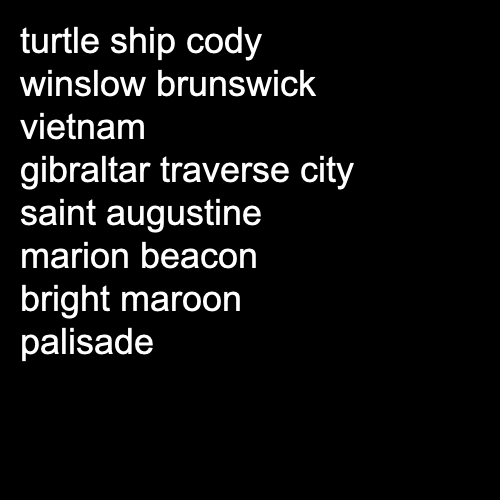 turtle ship cody
winslow brunswick
vietnam
gibraltar traverse city
saint augustine
marion beacon
bright maroon
palisade